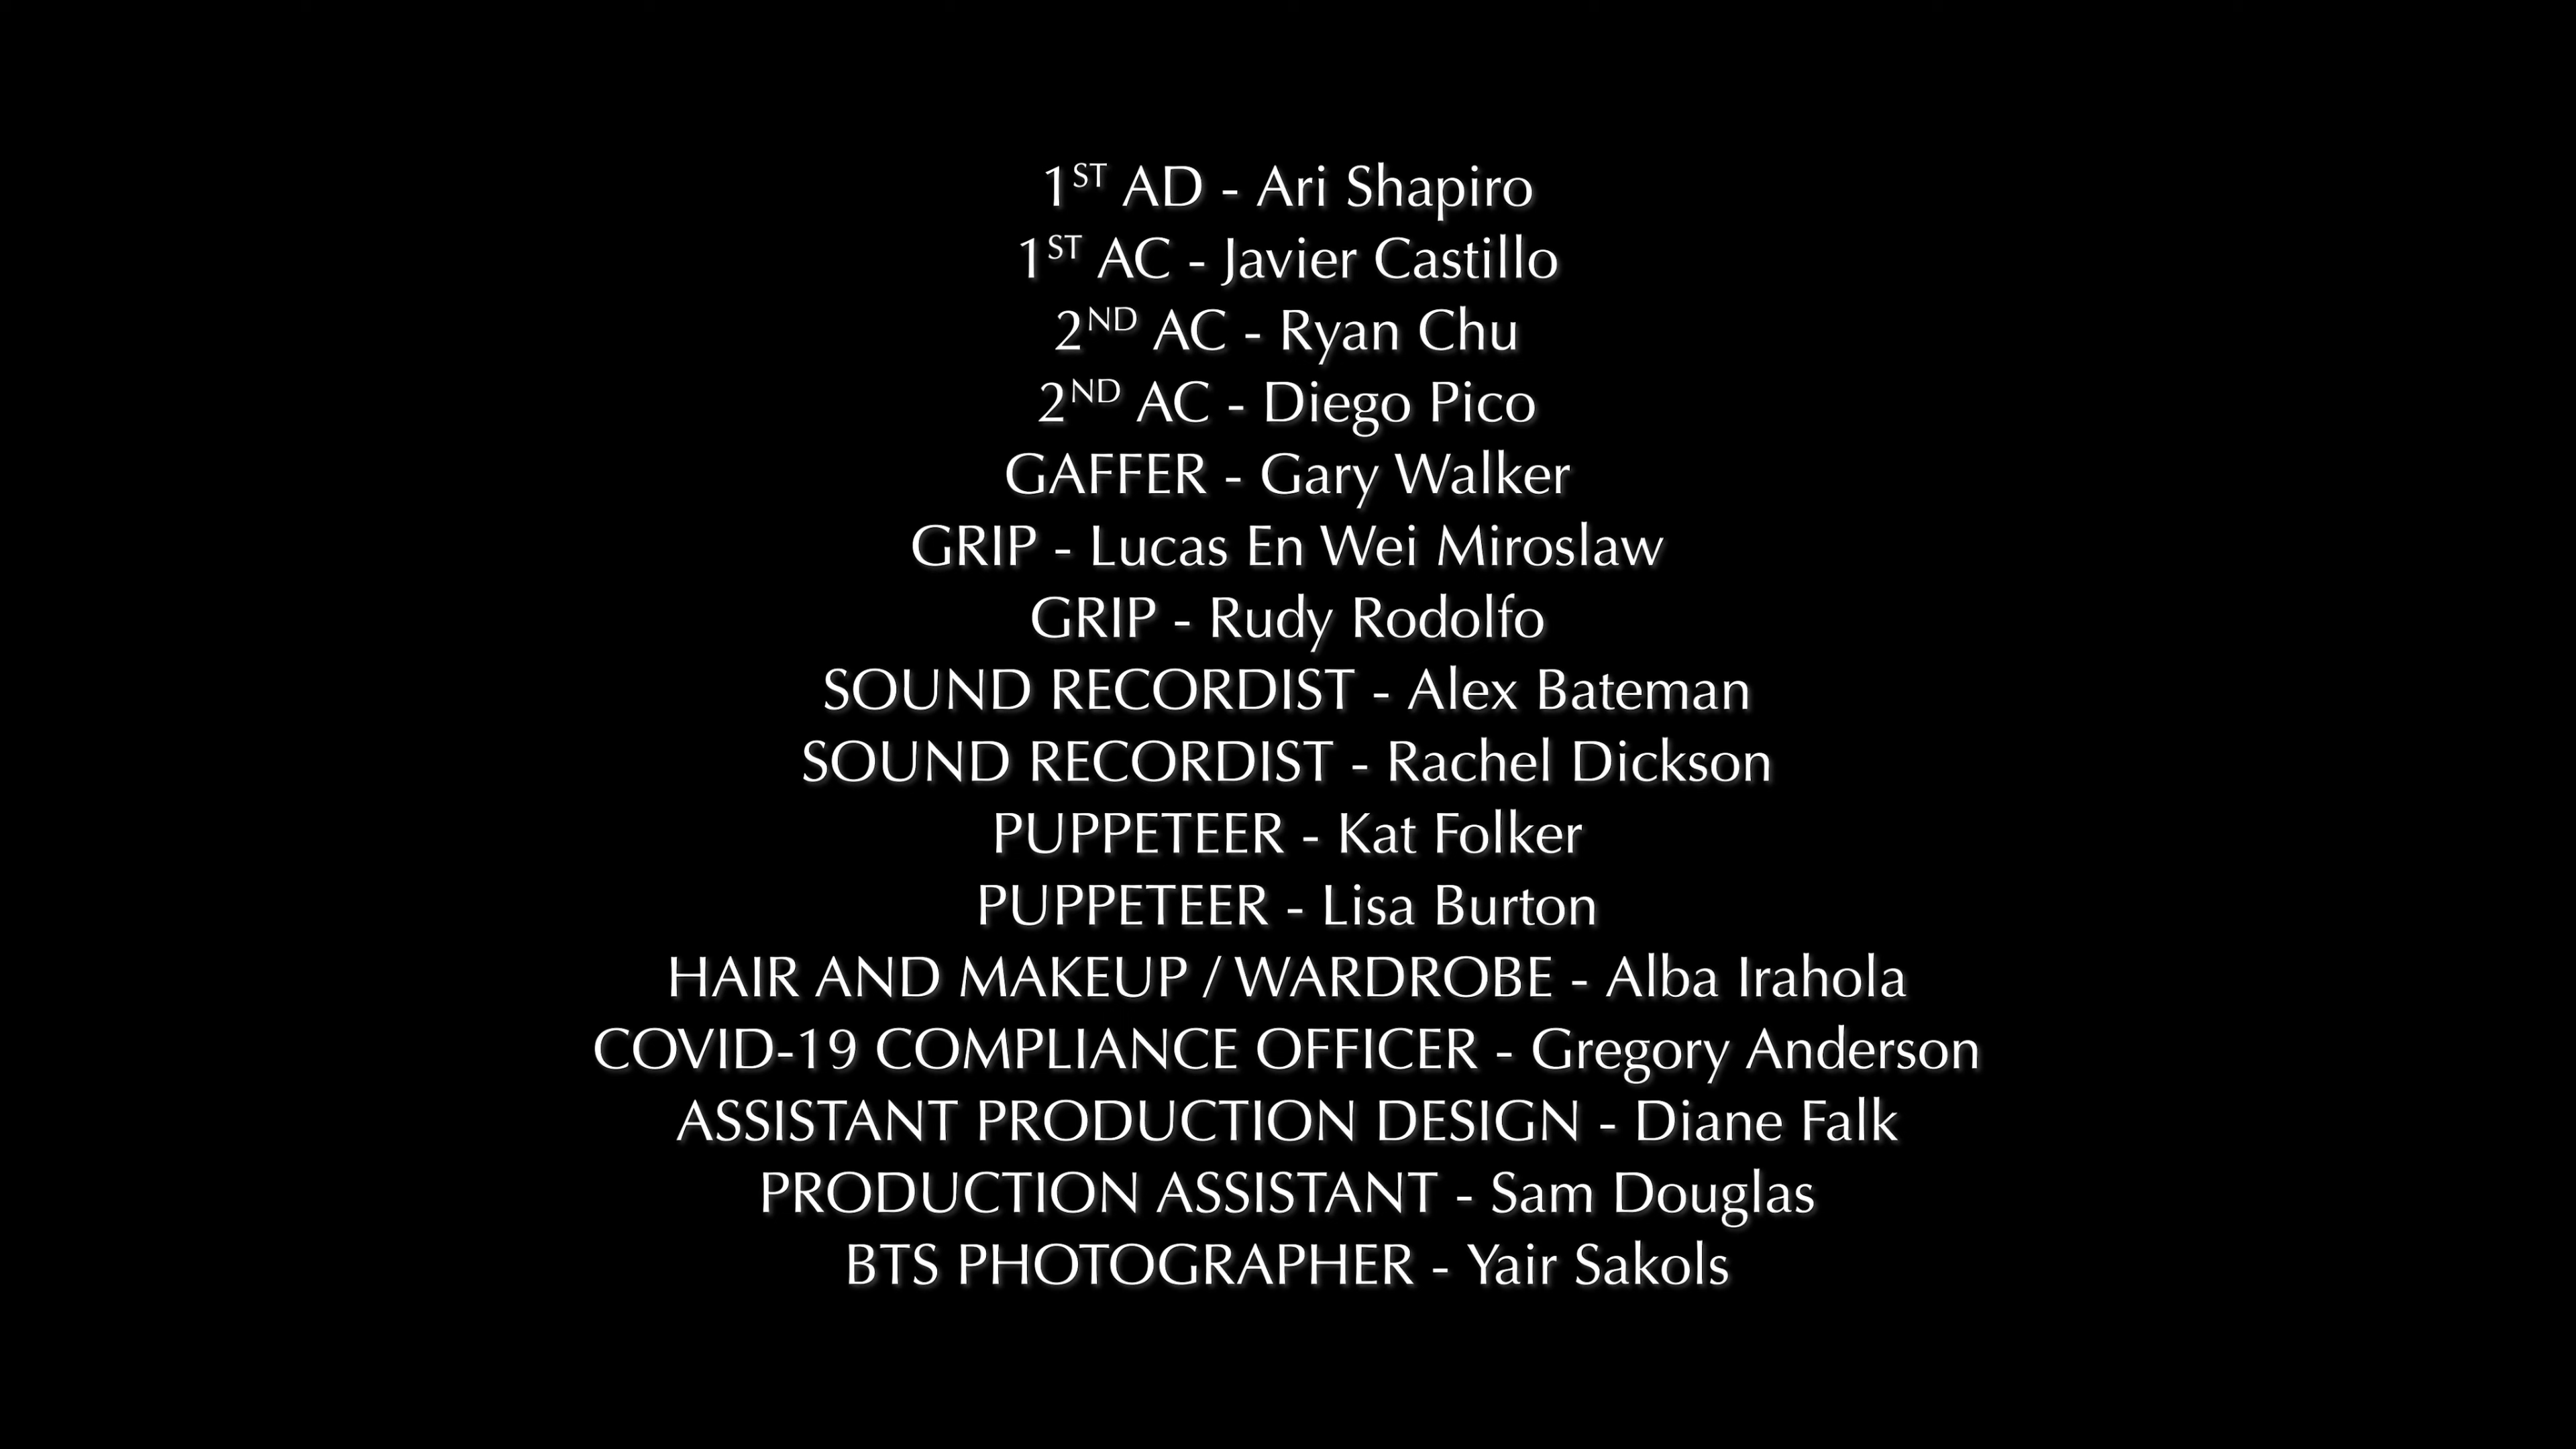 1ST AD - Ari Shapiro
1ST AC - Javier Castillo
2ND AC - Ryan Chu
2ND AC - Diego Pico
GAFFER - Gary Walker
GRIP - Lucas En Wei Miroslaw
GRIP - Rudy Rodolfo
SOUND RECORDIST - Alex Bateman
SOUND RECORDIST - Rachel Dickson
PUPPETEER - Kat Folker
PUPPETEER - Lisa Burton
HAIR AND MAKEUP / WARDROBE - Alba Irahola
COVID-19 COMPLIANCE OFFICER - Gregory Anderson
ASSISTANT PRODUCTION DESIGN - Diane Falk
PRODUCTION ASSISTANT - Sam Douglas
BTS PHOTOGRAPHER - Yair Sakols